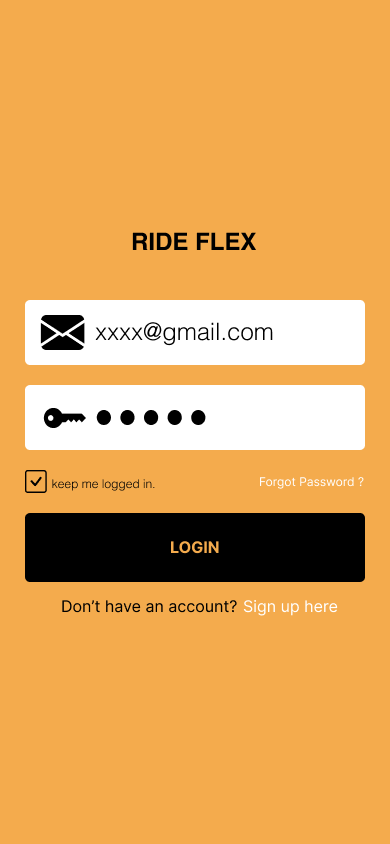 RIDE FLEX
xxxx@gmail.com
keep me logged in. Forgot Password ?
LOGIN
Don’t have an account? Sign up here